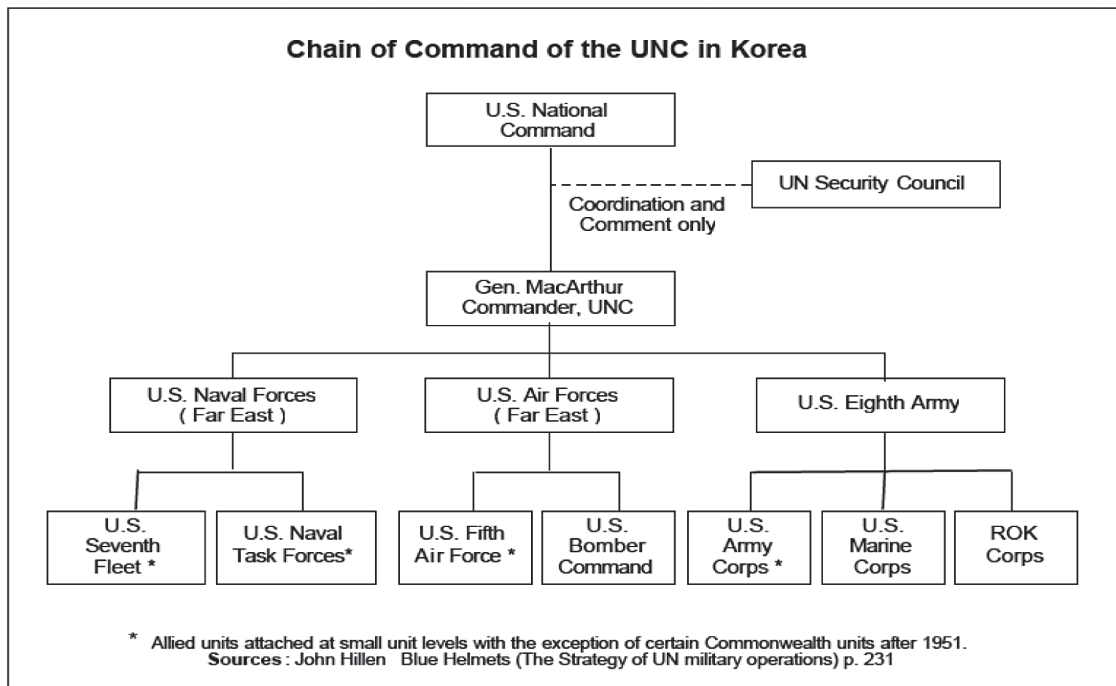 Chain of Command of the UNC in Korea
U.S. National
Command
UN Security Council
Coordination and
Comment only
Gen. MacArthur
Commander, UNC
U.S. Naval Forces
( Far East )
U.S. Air Forces
( Far East )
U.S. Eighth Army
U.S.
Seventh
Fleet *
U.S. Naval
Task Forces*
U.S. Fifth
Air Force *
U.S.
Bomber
Command
U.S.
Army
Corps *
U.S.
Marine
Corps
ROK
Corps
* Allied units attached at small unit levels with the exception of certain Commonwealth units after 1951.
Sources : John Hillen Blue Helmets (The Strategy of UN military operations) p. 231